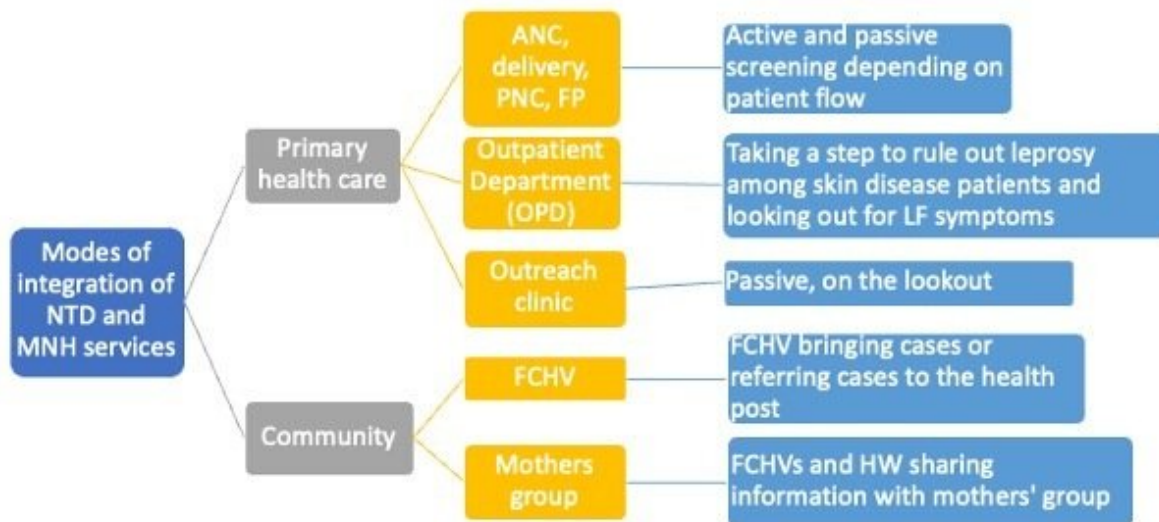 Modes of
integration of
NTD and
MNH services
Primary
health care
ANC,
delivery,
PNC, FP
Active and passive
screening depending on
patient flow
Outpatient
Department
(OPD)
Taking a step to rule out leprosy
among skin disease patients and
looking out for LF symptoms
Outreach
clinic
Passive, on the lookout
Community
FCHV
FCHV bringing cases or
referring cases to the health
post
Mothers
group
FCHVs and HW sharing
information with mothers' group